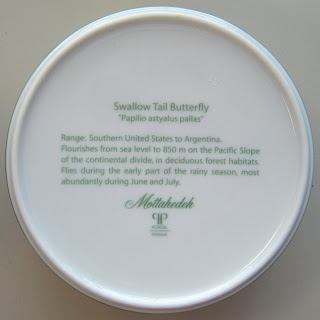 Swallow Tail Butterfly
"Papilio astyalus pallas"
Range: Southern United States to Argentina.
Flourishes from sea level to 850 m on the Pacific Slope
of the continental divide, in deciduous forest habitats.
Flies during the early part of the rainy season, most
abundantly during June and July.
Mottahedeh